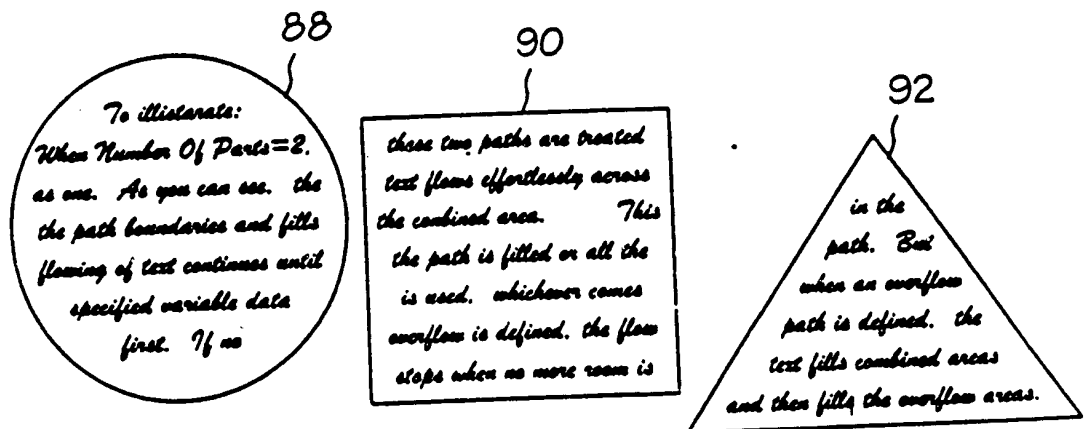 88
90
92
To illistarate:
When Number Of Parts=2,
these two paths are treated
as one. As you can see, the
text flows effortlessly across
the path boundaries and fills
the combined area. This
flowing of text continues until
the path is filled or all the
specified variable data
is used, whichever comes
first. If no
overflow is defined, the flow
stops when no more room is
in the
path. But
when an overflow
path is defined, the
text fills combined areas
and then fills the overflow areas.